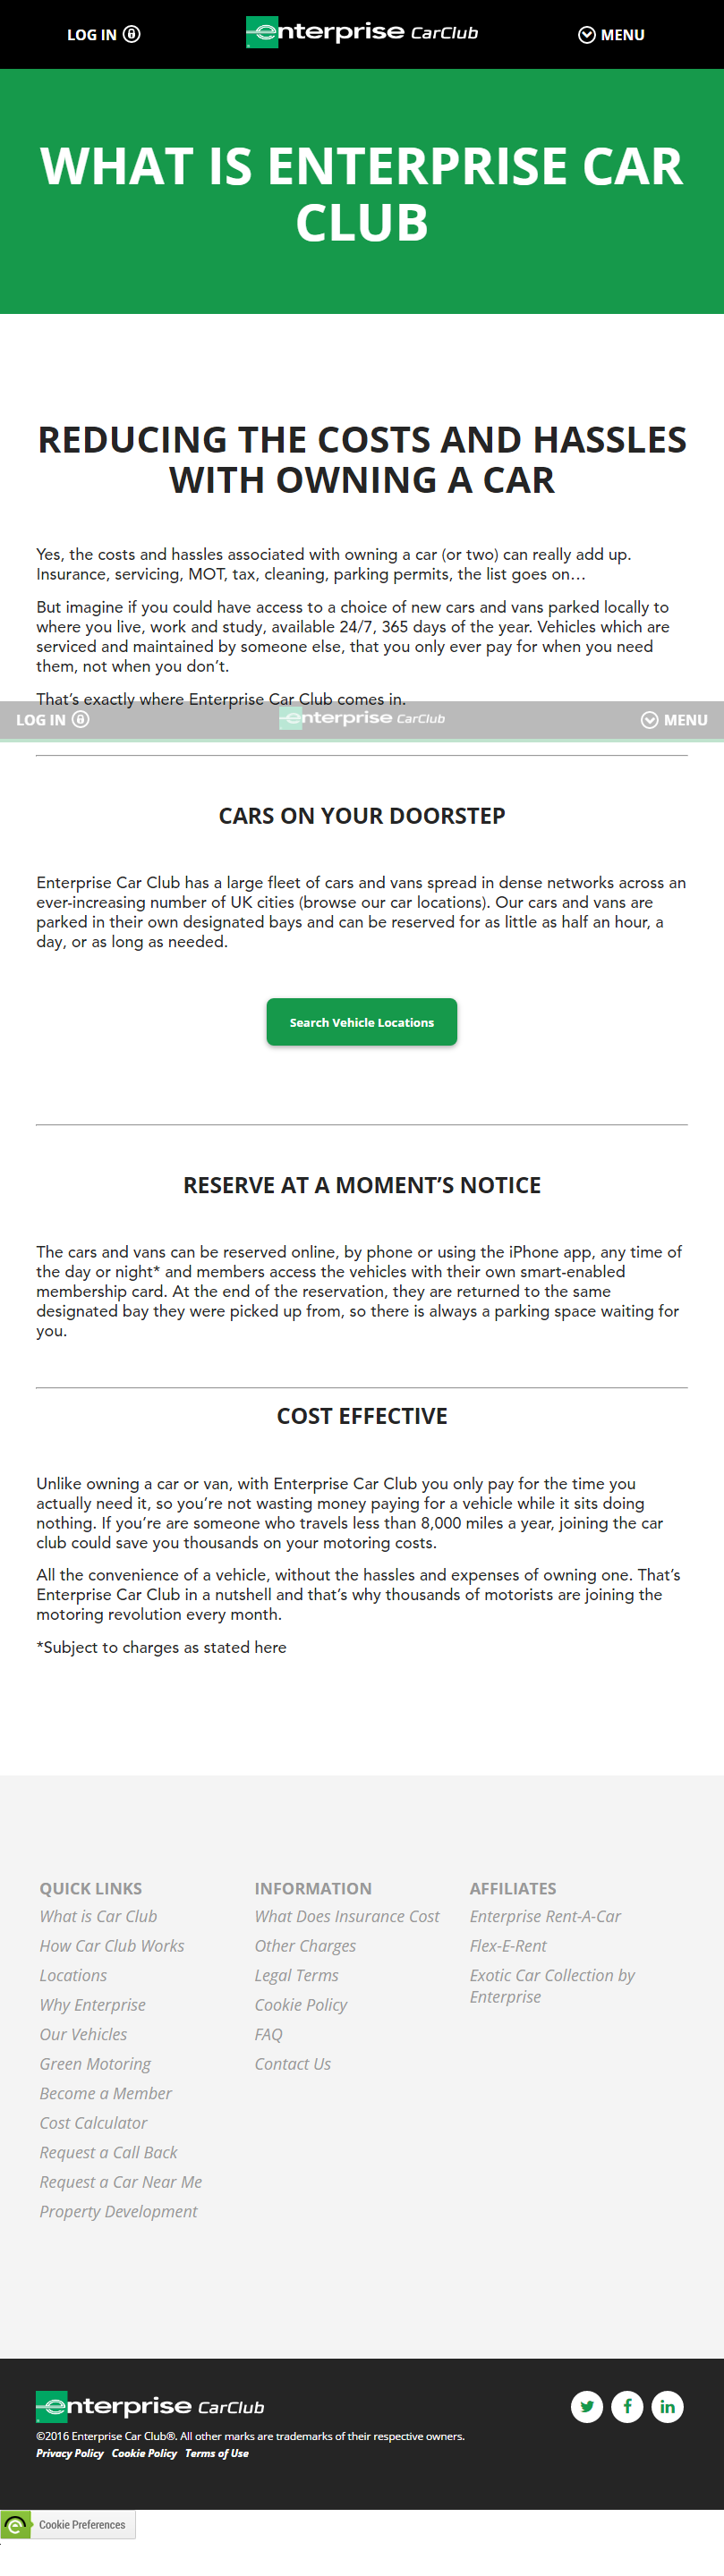 LOG IN
enterprise CarClub
MENU
WHAT IS ENTERPRISE CAR
CLUB
REDUCING THE COSTS AND HASSLES
WITH OWNING A CAR
Yes, the costs and hassles associated with owning a car (or two) can really add up.
Insurance, servicing, MOT, tax, cleaning, parking permits, the list goes on…
But imagine if you could have access to a choice of new cars and vans parked locally to
where you live, work and study, available 24/7, 365 days of the year. Vehicles which are
serviced and maintained by someone else, that you only ever pay for when you need
them, not when you don’t.
That’s exactly where Enterprise Car Club comes in.
LOG IN
enterprise CarClub
MENU
CARS ON YOUR DOORSTEP
Enterprise Car Club has a large fleet of cars and vans spread in dense networks across an
ever-increasing number of UK cities (browse our car locations). Our cars and vans are
parked in their own designated bays and can be reserved for as little as half an hour, a
day, or as long as needed.
Search Vehicle Locations
RESERVE AT A MOMENT’S NOTICE
The cars and vans can be reserved online, by phone or using the iPhone app, any time of
the day or night* and members access the vehicles with their own smart-enabled
membership card. At the end of the reservation, they are returned to the same
designated bay they were picked up from, so there is always a parking space waiting for
you.
COST EFFECTIVE
Unlike owning a car or van, with Enterprise Car Club you only pay for the time you
actually need it, so you’re not wasting money paying for a vehicle while it sits doing
nothing. If you’re are someone who travels less than 8,000 miles a year, joining the car
club could save you thousands on your motoring costs.
All the convenience of a vehicle, without the hassles and expenses of owning one. That’s
Enterprise Car Club in a nutshell and that’s why thousands of motorists are joining the
motoring revolution every month.
*Subject to charges as stated here
QUICK LINKS
What is Car Club
How Car Club Works
Locations
Why Enterprise
Our Vehicles
Green Motoring
Become a Member
Cost Calculator
Request a Call Back
Request a Car Near Me
Property Development
INFORMATION
What Does Insurance Cost
Other Charges
Legal Terms
Cookie Policy
FAQ
Contact Us
AFFILIATES
Enterprise Rent-A-Car
Flex-E-Rent
Exotic Car Collection by
Enterprise
enterprise CarClub
©2016 Enterprise Car Club®. All other marks are trademarks of their respective owners.
Privacy Policy Cookie Policy Terms of Use
Cookie Preferences